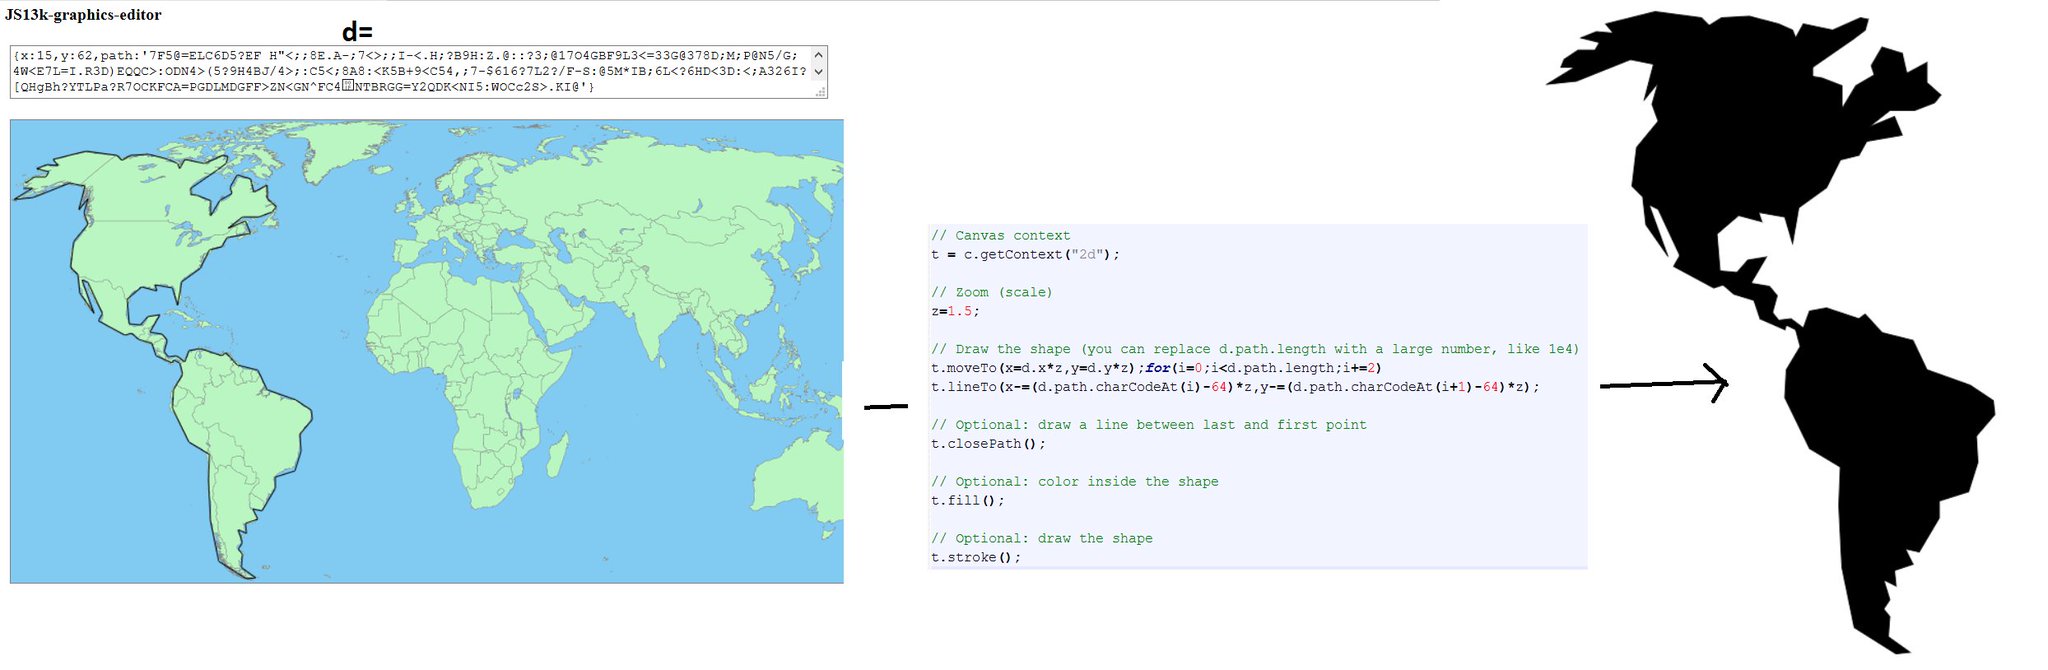 JS13k-graphics-editor
d=
{x:15,y:62,path:'7F5@=ELC6D5?EF H"<;;8E.A-;7<>;;I-<.H;?B9H:Z.@::?3;@17O4GBF9L3<=33G@378D;M;P@N5/G;
4W<E7L=I.R3D)EQQC>:ODN4>(5?9H4BJ/4>;:C5<;8A8:<K5B+9<C54,;7-$616?7L2?/F-S:@5M*IB;6L<?6HD<3D:<;A326I?
[QHgBh?YTLPa?R7OCKFCA=PGDLMDGFF>ZN<GN^FC4NTBRGG=Y2QDK<NI5:WOCc2S>.KI@'}
// Canvas context
t = c.getContext("2d");
// Zoom (scale)
z=1.5;
// Draw the shape (you can replace d.path.length with a large number, like 1e4)
t.moveTo(x=d.x*z,y=d.y*z);for(i=0;i<d.path.length;i+=2)
t.lineTo(x-=(d.path.charCodeAt(i)-64)*z,y-=(d.path.charCodeAt(i+1)-64)*z);
// Optional: draw a line between last and first point
t.closePath();
// Optional: color inside the shape
t.fill();
// Optional: draw the shape
t.stroke();